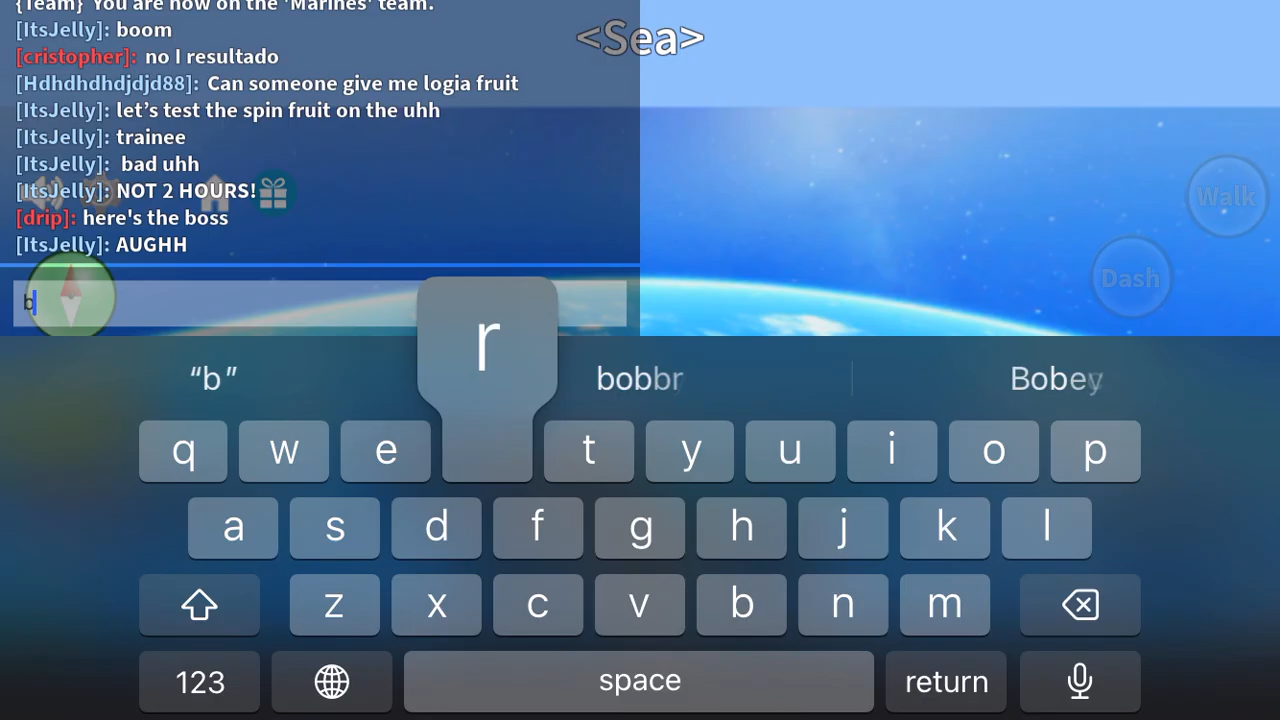 {Team} You are now on the 'Marines' team.
[ItsJelly]: boom
[cristopher]: no I resultado
[Hdhdhdhdjdjd88]: Can someone give me logia fruit
[ItsJelly]: let’s test the spin fruit on the uhh
[ItsJelly]: trainee
[ItsJelly]: bad uhh
[ItsJelly]: NOT 2 HOURS!
[drip]: here's the boss
[ItsJelly]: AUGHH
b
<Sea>
Walk
Dash
r
“b” bobbr Bobey
q w e t y u i o p
a s d f g h j k l
z x c v b n m
123 space return